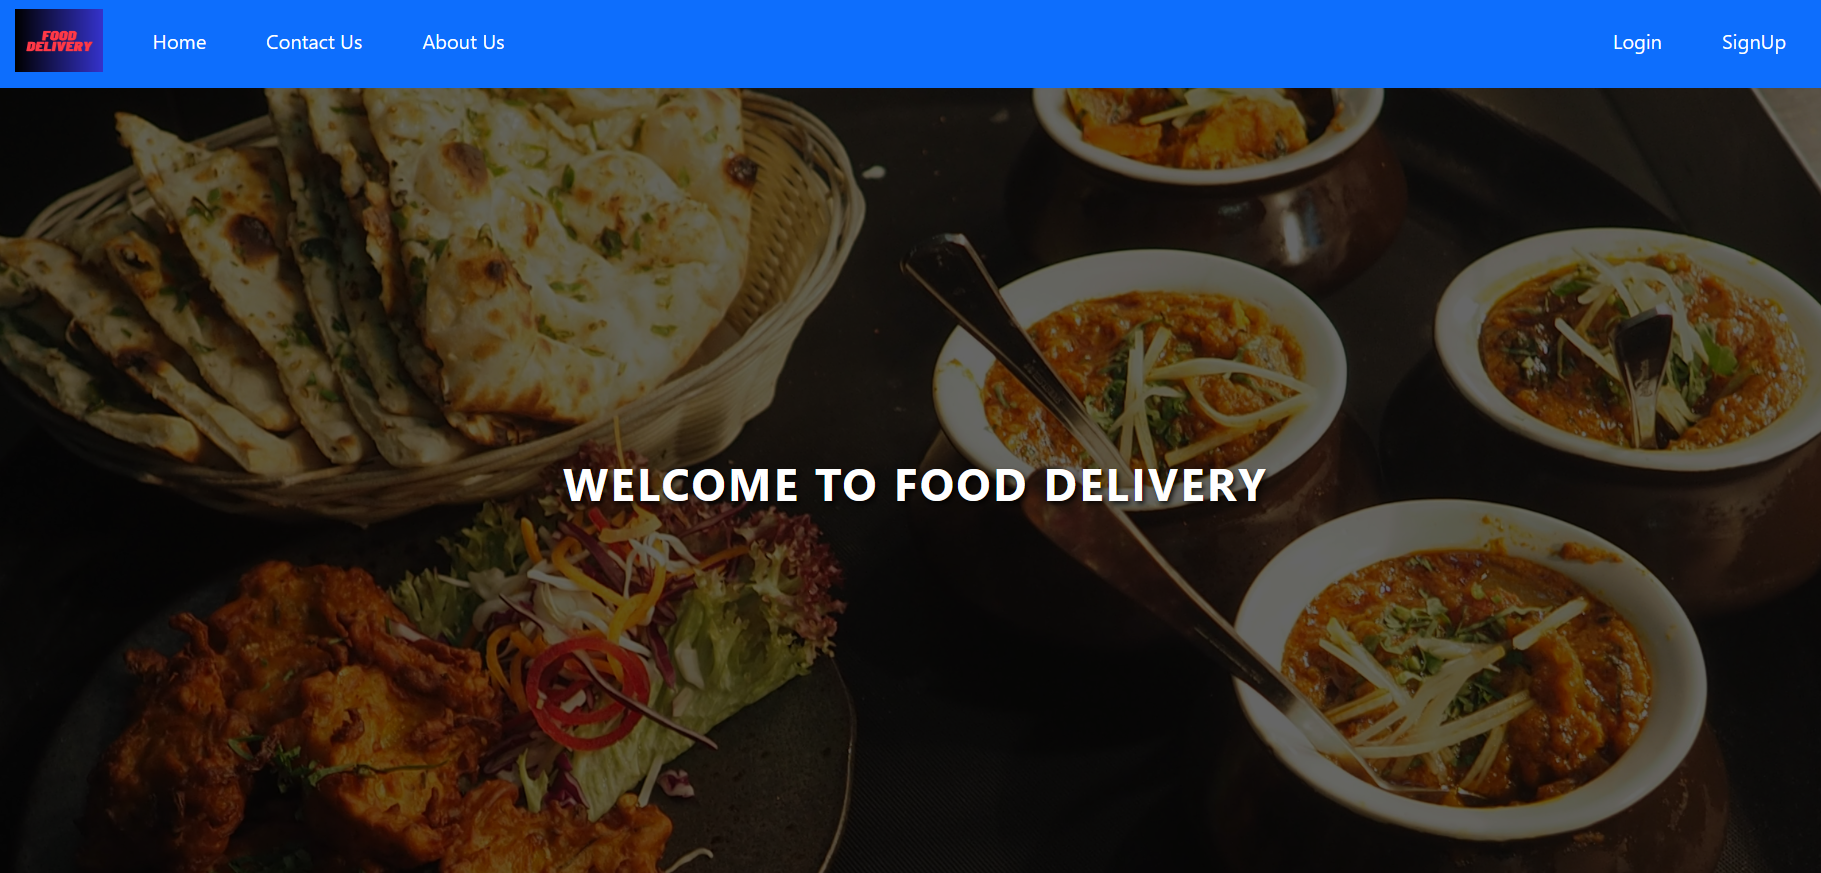 FOOD
DELIVERY
Home
Contact Us
About Us
Login
SignUp
WELCOME TO FOOD DELIVERY